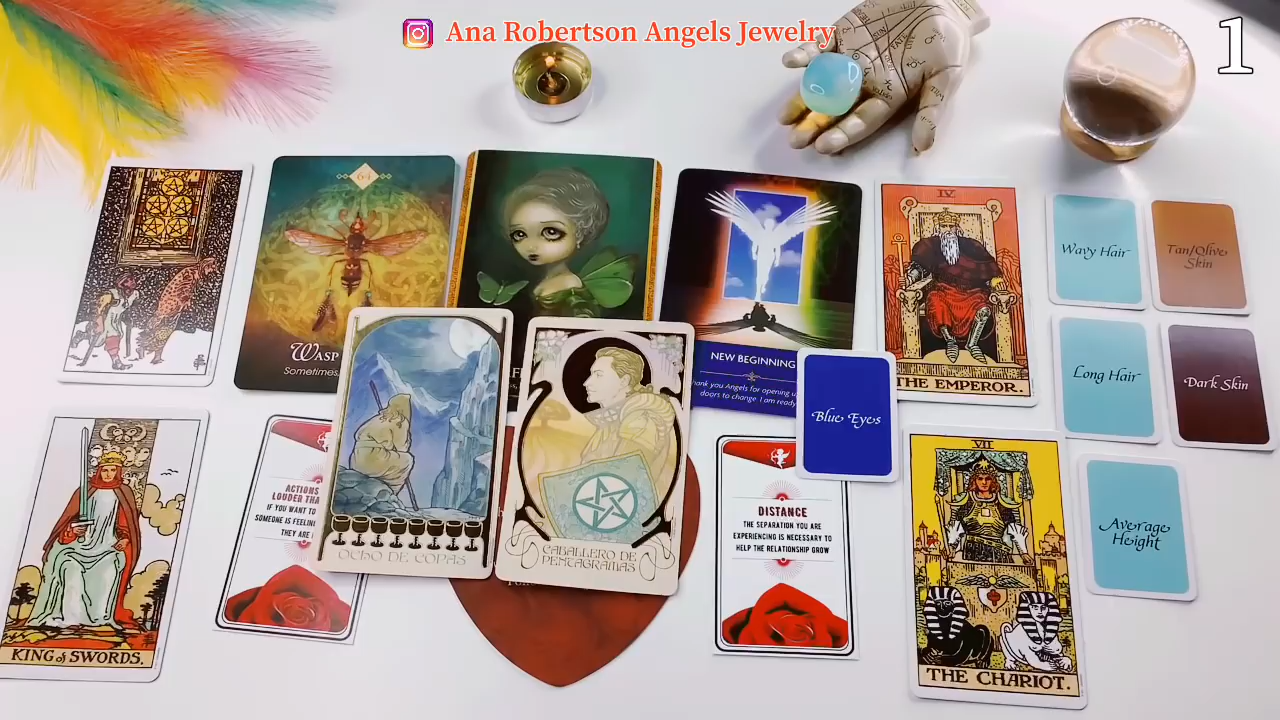 Ana Robertson Angels Jewelry
1
64
WASP
Sometimes,
NEW BEGINNING
hank you Angels for opening u
doors to change. I am ready
IV
THE EMPEROR.
Wavy Hair
Tan/Olive
Skin
Long Hair
Dark Skin
Blue Eyes
Average
Height
KING of SWORDS.
ACTIONS
LOUDER THA
IF YOU WANT TO
SOMEONE IS FEELIN
THEY ARE
OCHO DE COPAS
CABALLERO DE
PENTAGRAMAS
DISTANCE
THE SEPARATION YOU ARE
EXPERIENCING IS NECESSARY TO
HELP THE RELATIONSHIP GROW
VII
THE CHARIOT.